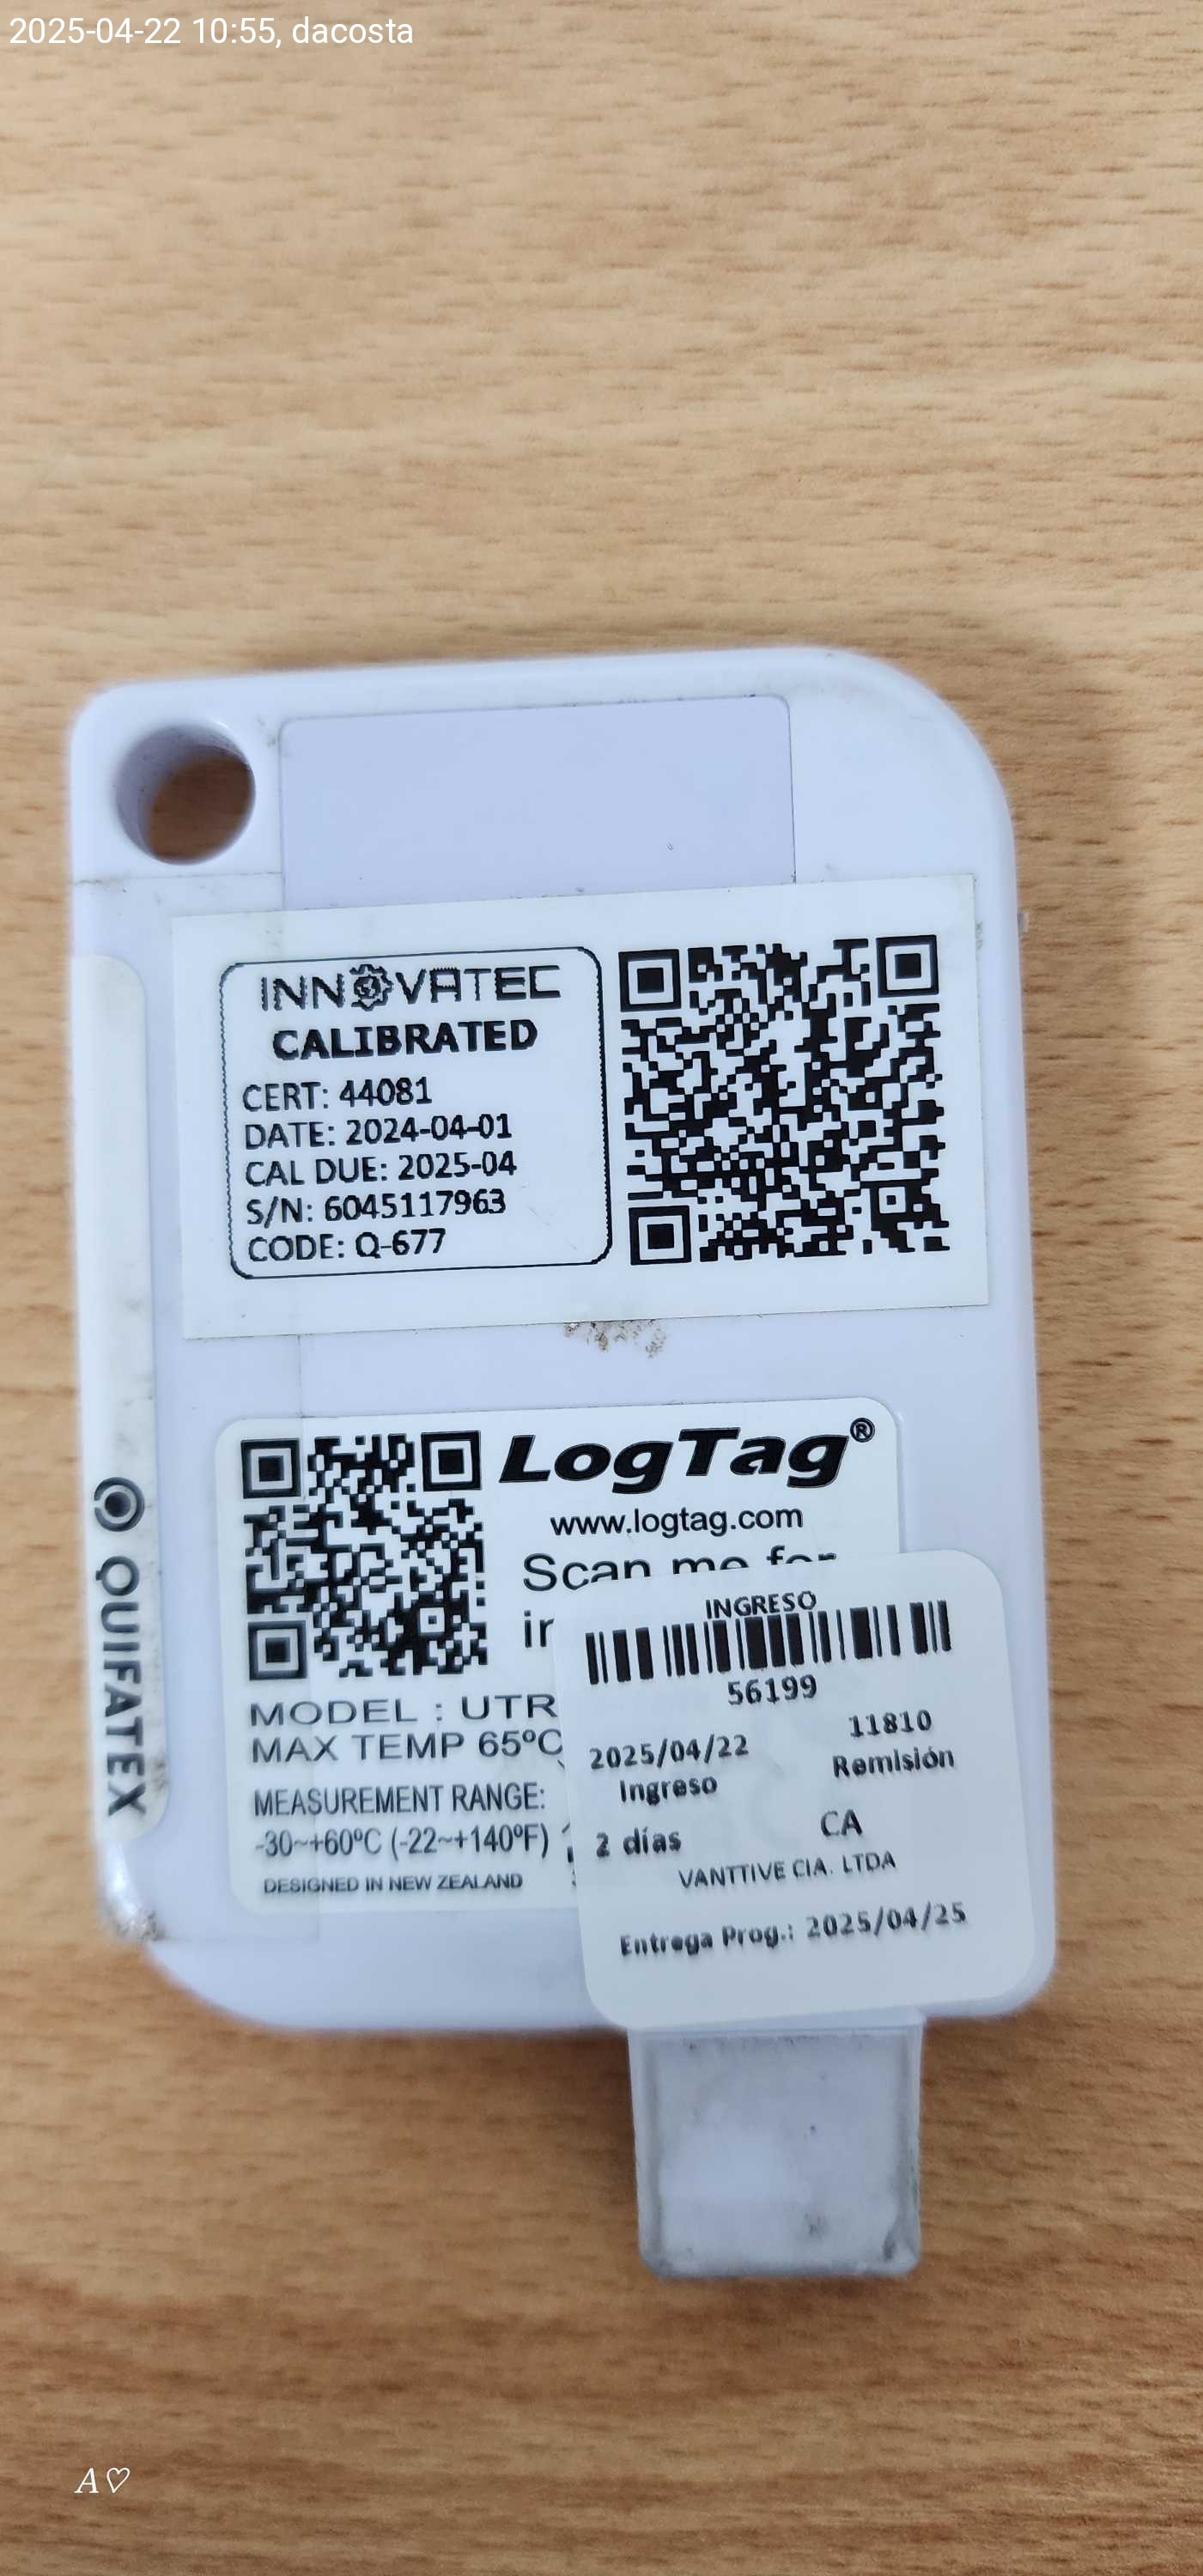 2025-04-22 10:55, dacosta
INNOVATEC
CALIBRATED
CERT: 44081
DATE: 2024-04-01
CAL DUE: 2025-04
S/N: 6045117963
CODE: Q-677
QUIFATEX
LogTag®
www.logtag.com
Scan me for
MODEL : UTR
MAX TEMP 65ºC
MEASUREMENT RANGE:
-30~+60ºC (-22~+140ºF)
DESIGNED IN NEW ZEALAND
INGRESO
56199
2025/04/22 11810
Ingreso Remisión
2 días CA
VANTTIVE CIA. LTDA
Entrega Prog.: 2025/04/25
A♡